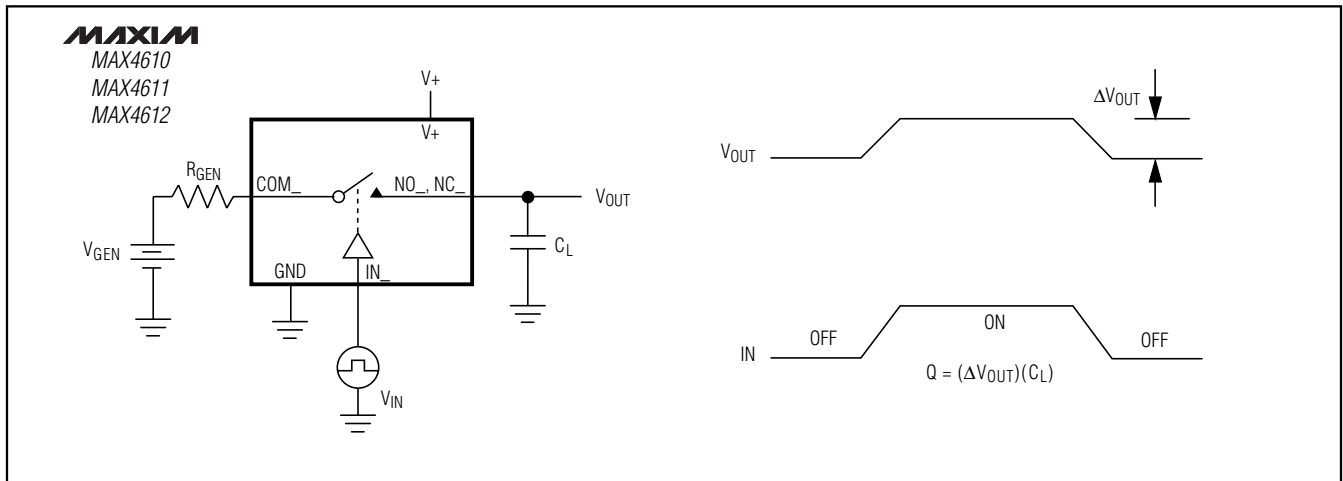 MAXIM
MAX4610
MAX4611
MAX4612
V+
V+
RGEN
COM_
NO_, NC_
VOUT
VGEN
CL
GND
IN_
VIN
ΔVOUT
VOUT
OFF
ON
OFF
IN
Q = (ΔVOUT)(CL)